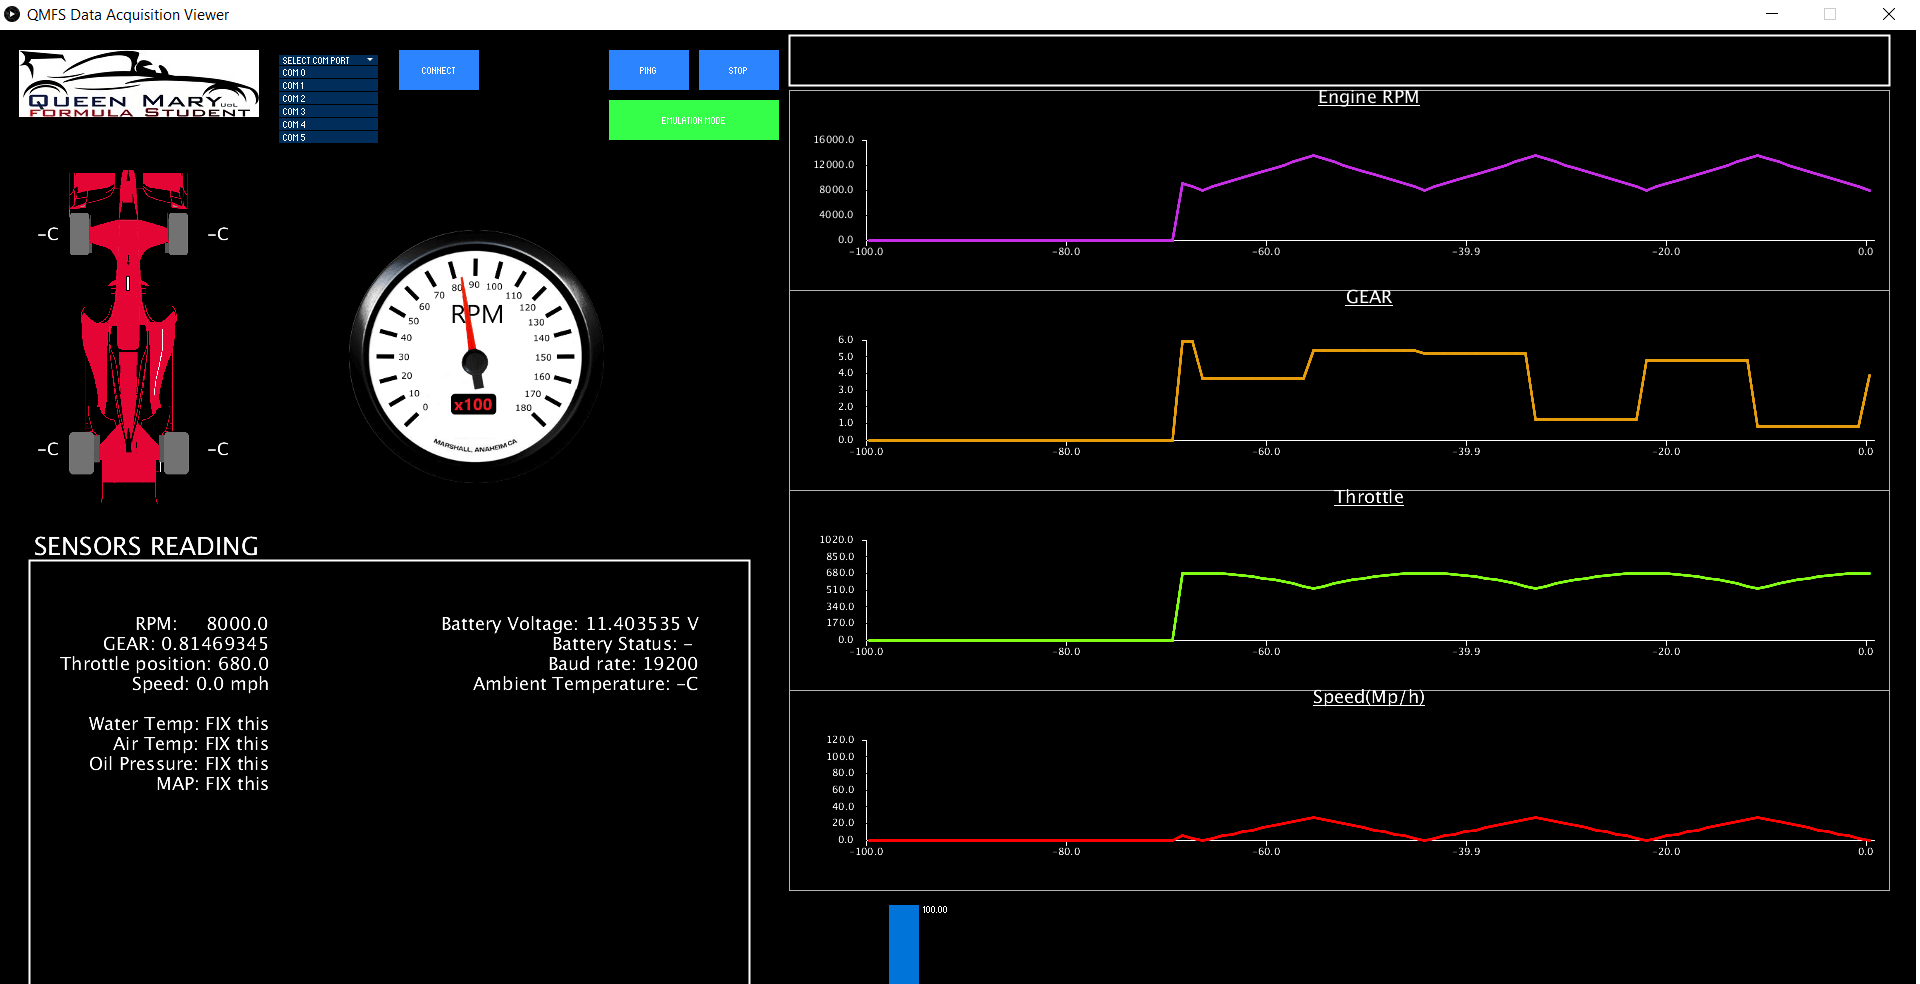 QMFS Data Acquisition Viewer
QUEEN MARY UOL
FORMULA STUDENT
SELECT COM PORT
COM 0
COM 1
COM 2
COM 3
COM 4
COM 5
CONNECT
PING
STOP
EMULATION MODE
-C
-C
-C
-C
RPM
0
10
20
30
40
50
60
70
80
90
100
110
120
130
140
150
160
170
180
x100
MARSHALL, ANAHEIM CA
SENSORS READING
RPM: 8000.0
GEAR: 0.81469345
Throttle position: 680.0
Speed: 0.0 mph
Water Temp: FIX this
Air Temp: FIX this
Oil Pressure: FIX this
MAP: FIX this
Battery Voltage: 11.403535 V
Battery Status: -
Baud rate: 19200
Ambient Temperature: -C
Engine RPM
16000.0
12000.0
8000.0
4000.0
0.0
-100.0 -80.0 -60.0 -39.9 -20.0 0.0
GEAR
6.0
5.0
4.0
3.0
2.0
1.0
0.0
-100.0 -80.0 -60.0 -39.9 -20.0 0.0
Throttle
1020.0
850.0
680.0
510.0
340.0
170.0
0.0
-100.0 -80.0 -60.0 -39.9 -20.0 0.0
Speed(Mp/h)
120.0
100.0
80.0
60.0
40.0
20.0
0.0
-100.0 -80.0 -60.0 -39.9 -20.0 0.0
100.00